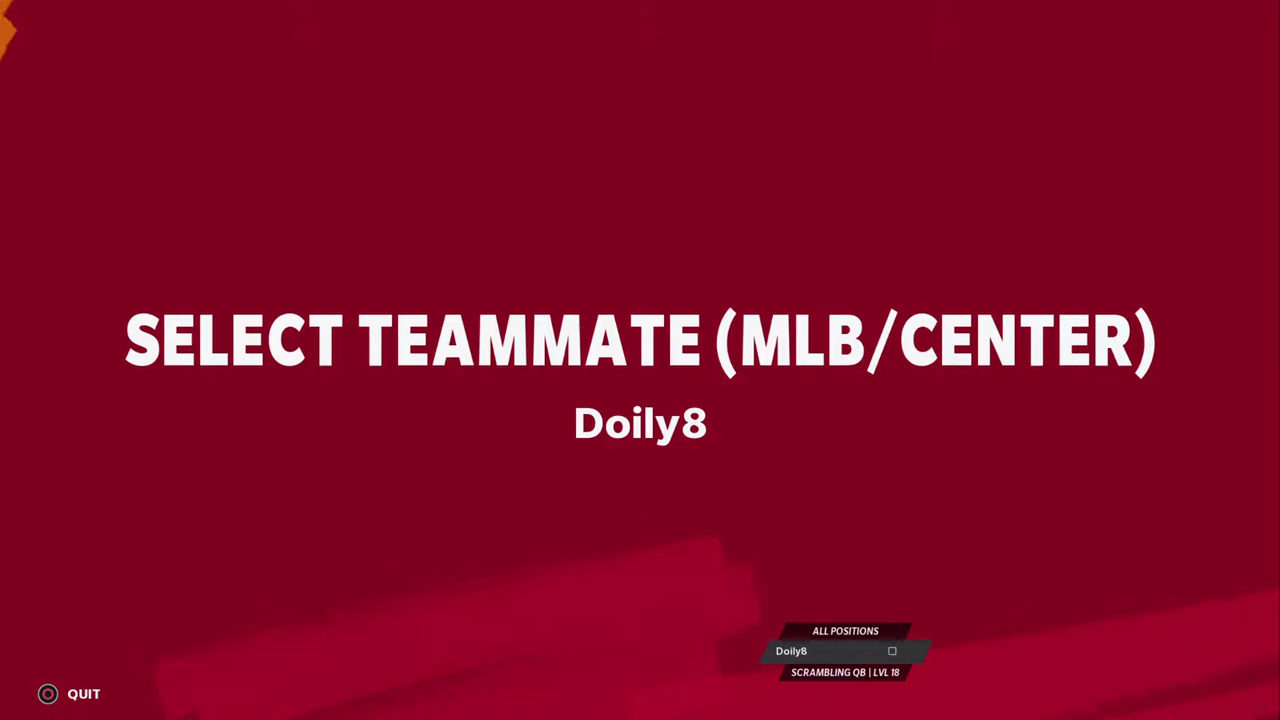 SELECT TEAMMATE (MLB/CENTER)
Doily8
ALL POSITIONS
Doily8
SCRAMBLING QB | LVL 18
QUIT